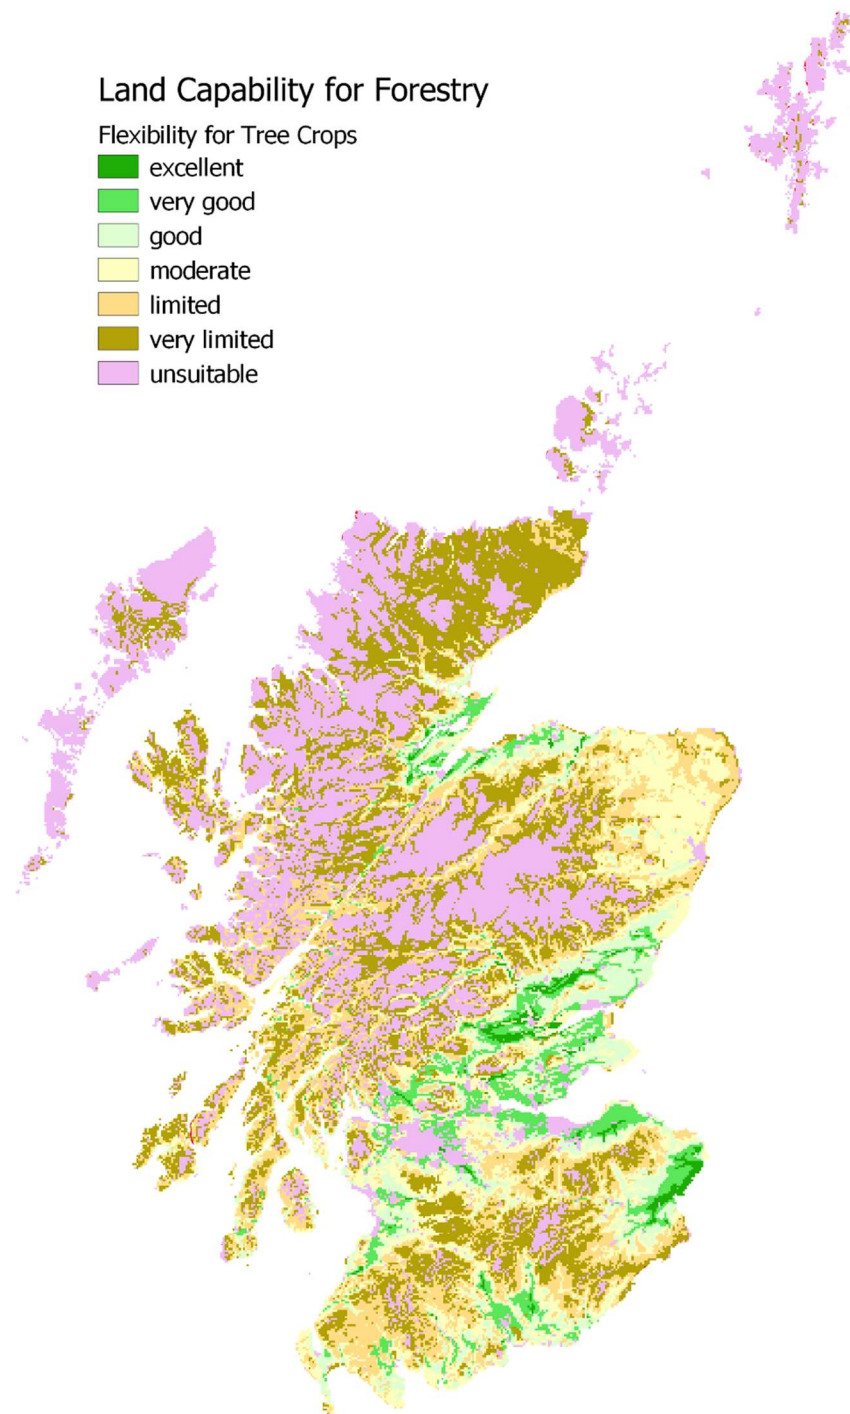 Land Capability for Forestry
Flexibility for Tree Crops
excellent
very good
good
moderate
limited
very limited
unsuitable